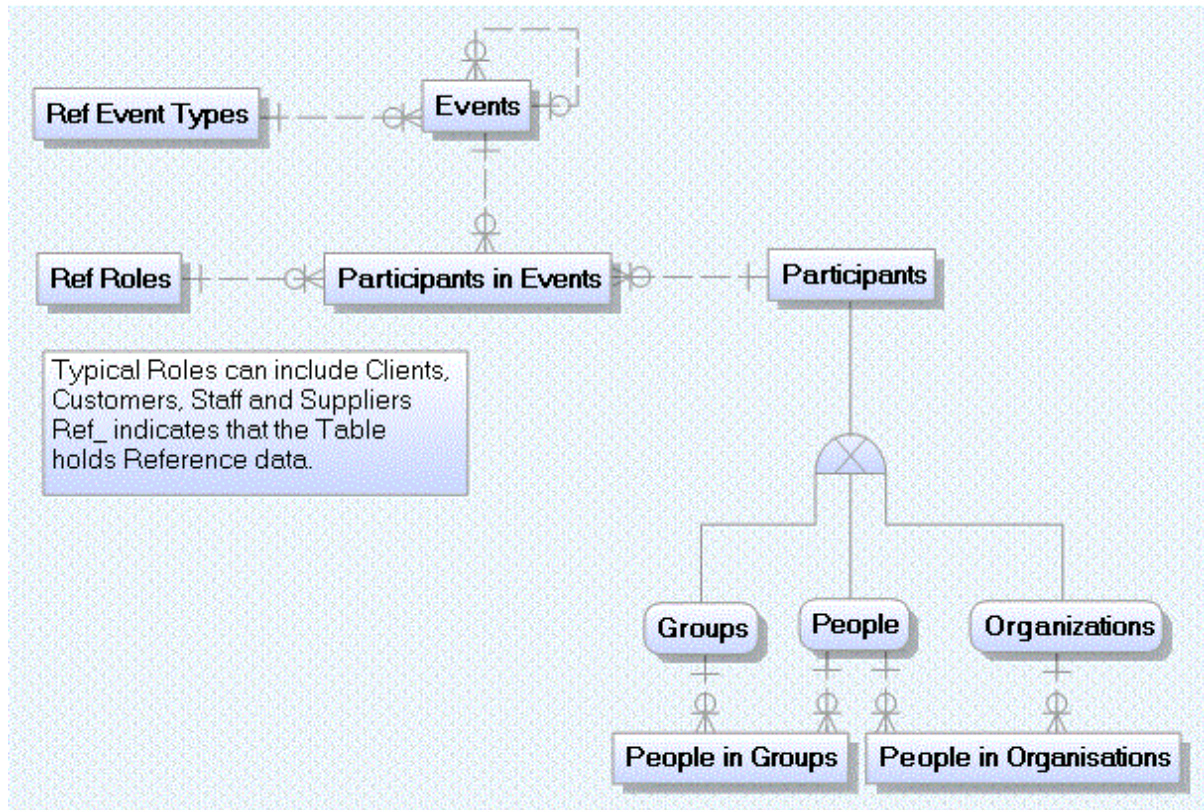 Events
Ref Event Types
Ref Roles
Participants in Events
Participants
Typical Roles can include Clients,
Customers, Staff and Suppliers
Ref_ indicates that the Table
holds Reference data.
Groups
People
Organizations
People in Groups
People in Organisations